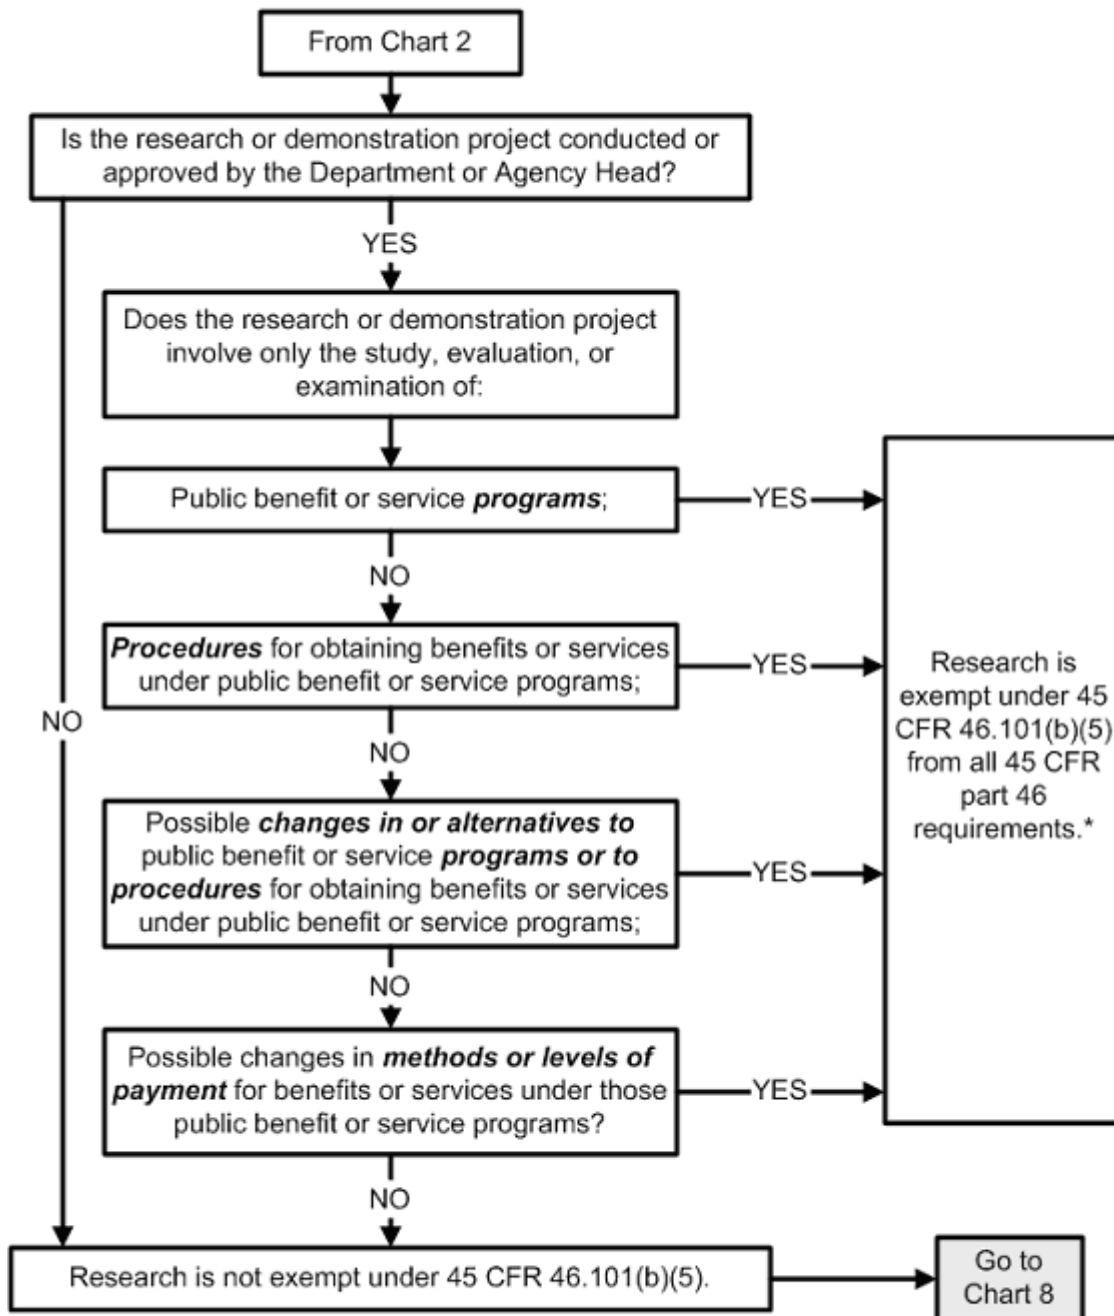 From Chart 2
Is the research or demonstration project conducted or
approved by the Department or Agency Head?
YES
Does the research or demonstration project
involve only the study, evaluation, or
examination of:
Public benefit or service programs;
YES
NO
Procedures for obtaining benefits or services
under public benefit or service programs;
YES
NO
NO
Possible changes in or alternatives to
public benefit or service programs or to
procedures for obtaining benefits or services
under public benefit or service programs;
YES
NO
Possible changes in methods or levels of
payment for benefits or services under those
public benefit or service programs?
YES
NO
Research is
exempt under 45
CFR 46.101(b)(5)
from all 45 CFR
part 46
requirements.*
Research is not exempt under 45 CFR 46.101(b)(5).
Go to
Chart 8